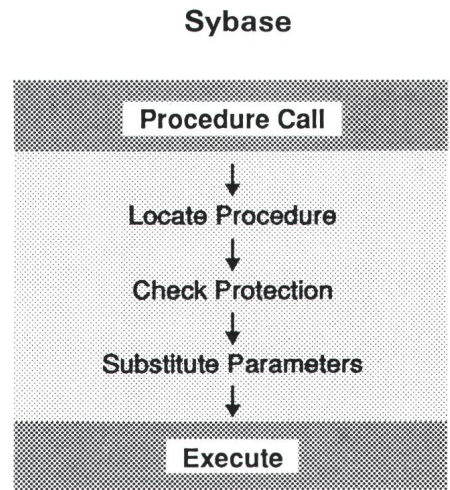 Sybase
Procedure Call
Locate Procedure
Check Protection
Substitute Parameters
Execute